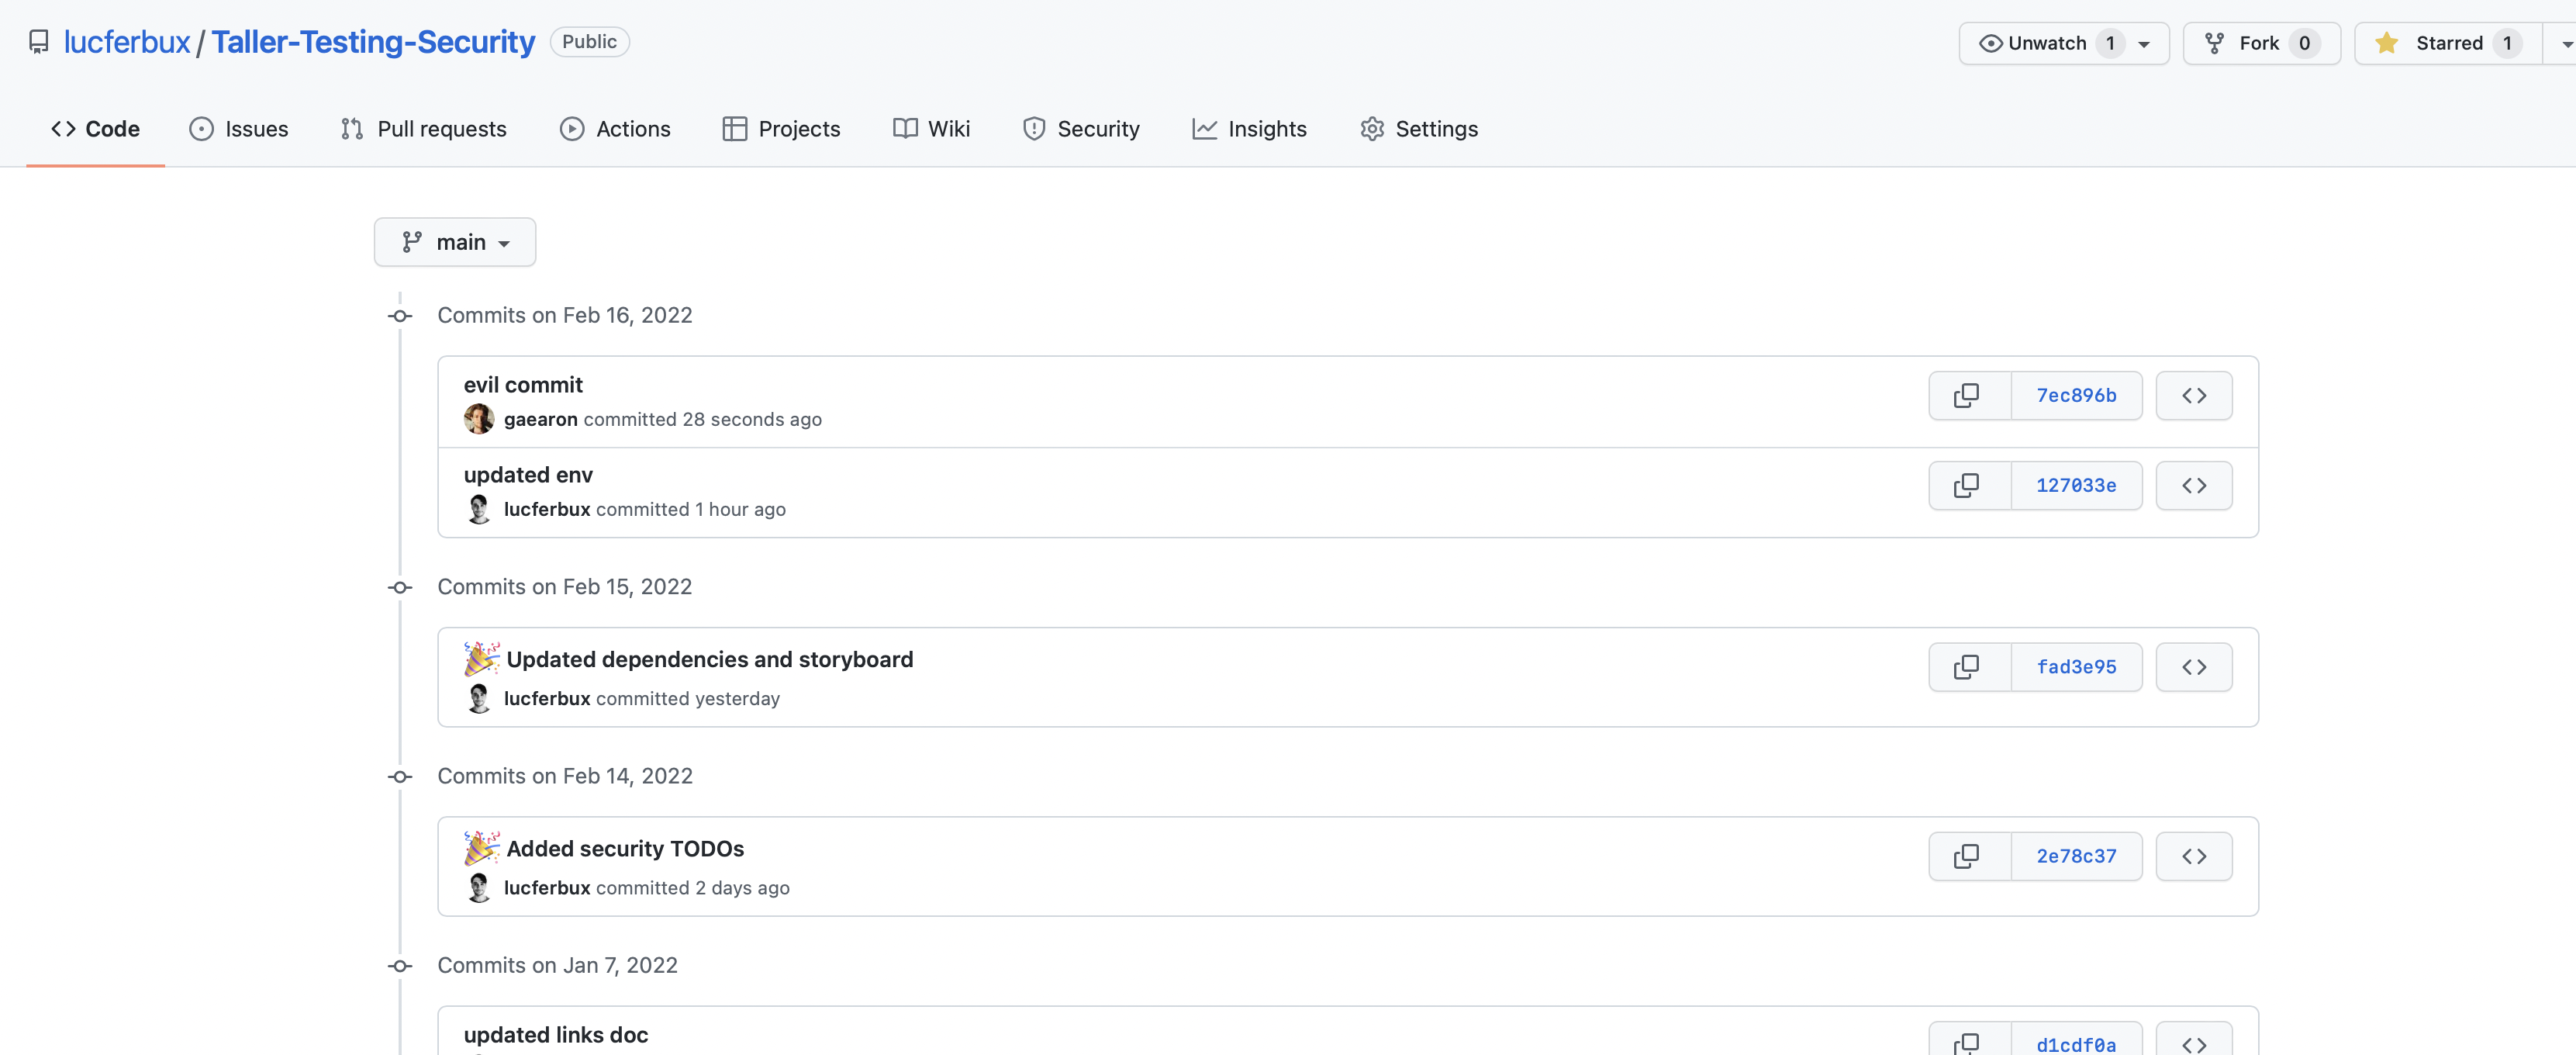 lucferbux / Taller-Testing-Security Public
Unwatch 1 Fork 0 Starred 1
Code Issues Pull requests Actions Projects Wiki Security Insights Settings
main
Commits on Feb 16, 2022
evil commit
gaearon committed 28 seconds ago
7ec896b
updated env
lucferbux committed 1 hour ago
127033e
Commits on Feb 15, 2022
🎉 Updated dependencies and storyboard
lucferbux committed yesterday
fad3e95
Commits on Feb 14, 2022
🎉 Added security TODOs
lucferbux committed 2 days ago
2e78c37
Commits on Jan 7, 2022
updated links doc
d1cdf0a